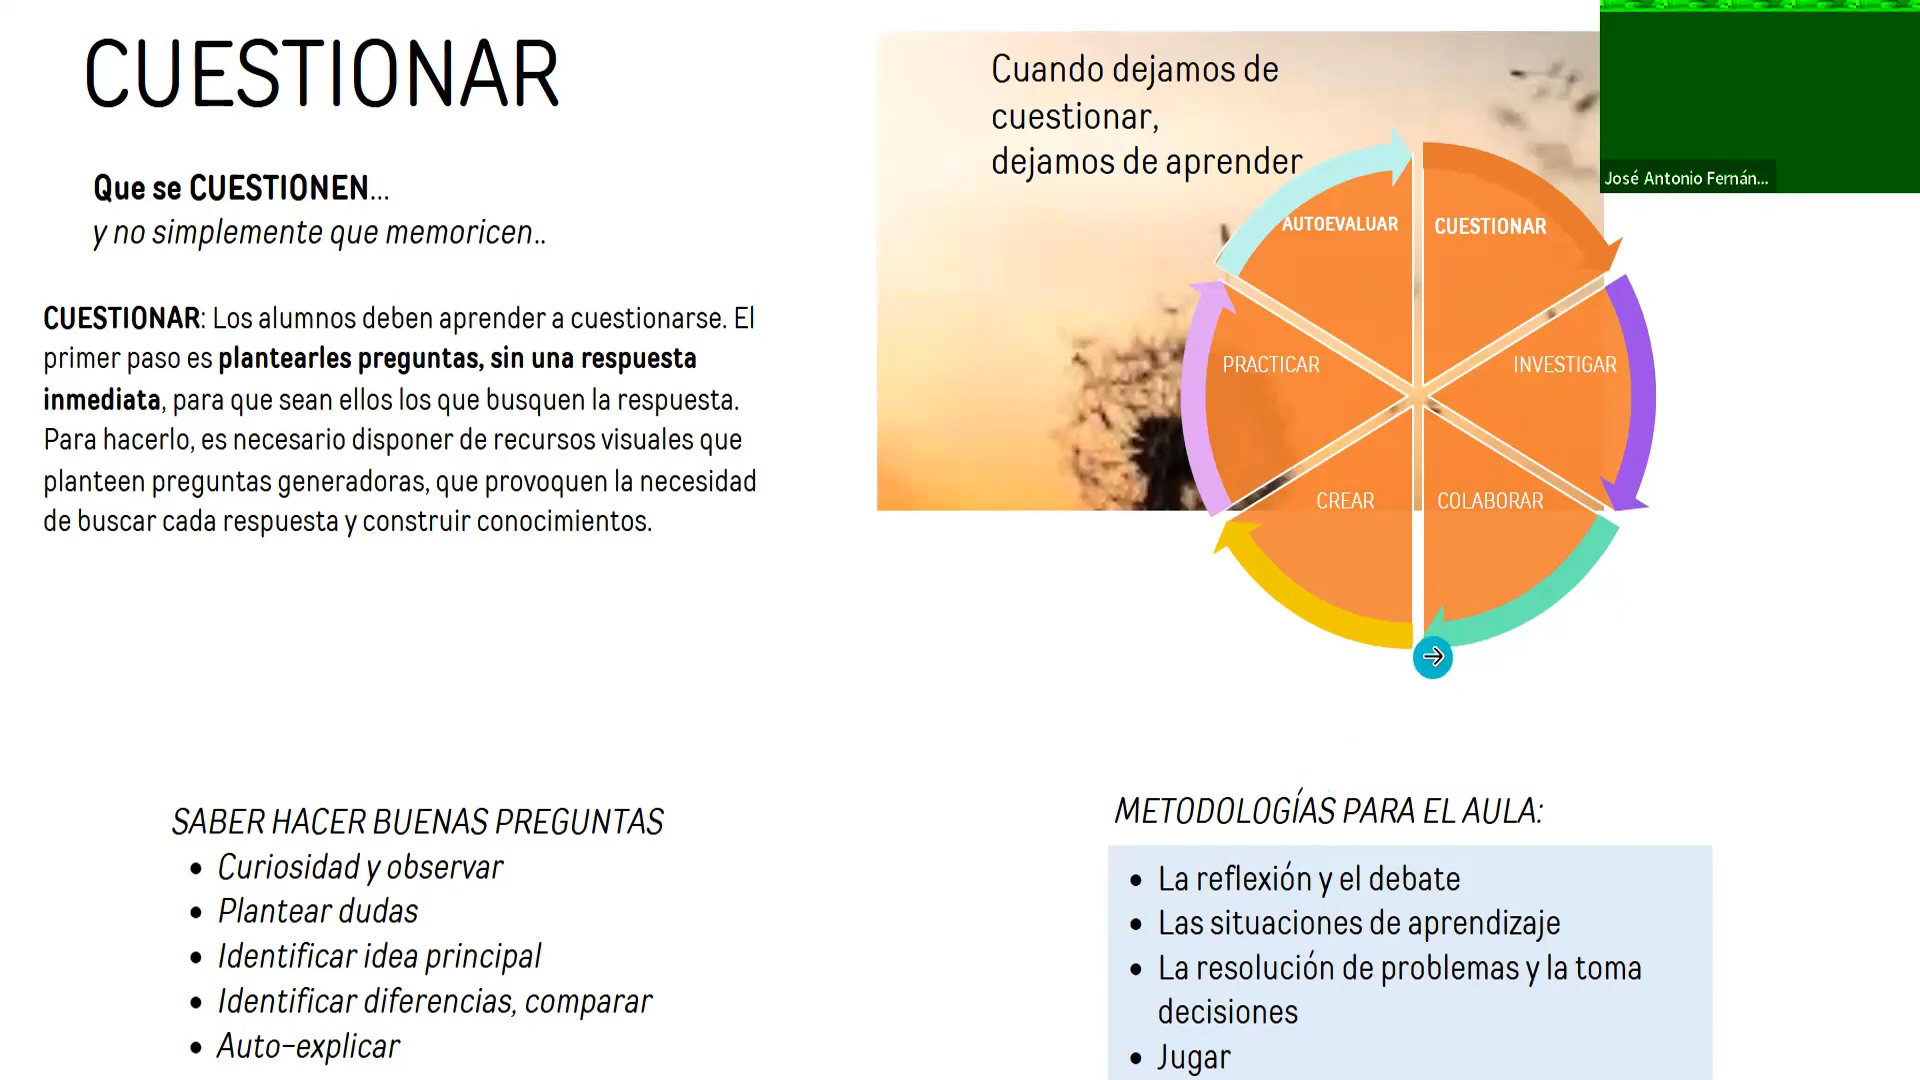 CUESTIONAR
Que se CUESTIONEN...
y no simplemente que memoricen..
CUESTIONAR: Los alumnos deben aprender a cuestionarse. El
primer paso es plantearles preguntas, sin una respuesta
inmediata, para que sean ellos los que busquen la respuesta.
Para hacerlo, es necesario disponer de recursos visuales que
planteen preguntas generadoras, que provoquen la necesidad
de buscar cada respuesta y construir conocimientos.
Cuando dejamos de
cuestionar,
dejamos de aprender
José Antonio Fernán...
AUTOEVALUAR
CUESTIONAR
PRACTICAR
INVESTIGAR
CREAR
COLABORAR
SABER HACER BUENAS PREGUNTAS
• Curiosidad y observar
• Plantear dudas
• Identificar idea principal
• Identificar diferencias, comparar
• Auto-explicar
METODOLOGÍAS PARA EL AULA:
• La reflexión y el debate
• Las situaciones de aprendizaje
• La resolución de problemas y la toma
decisiones
• Jugar